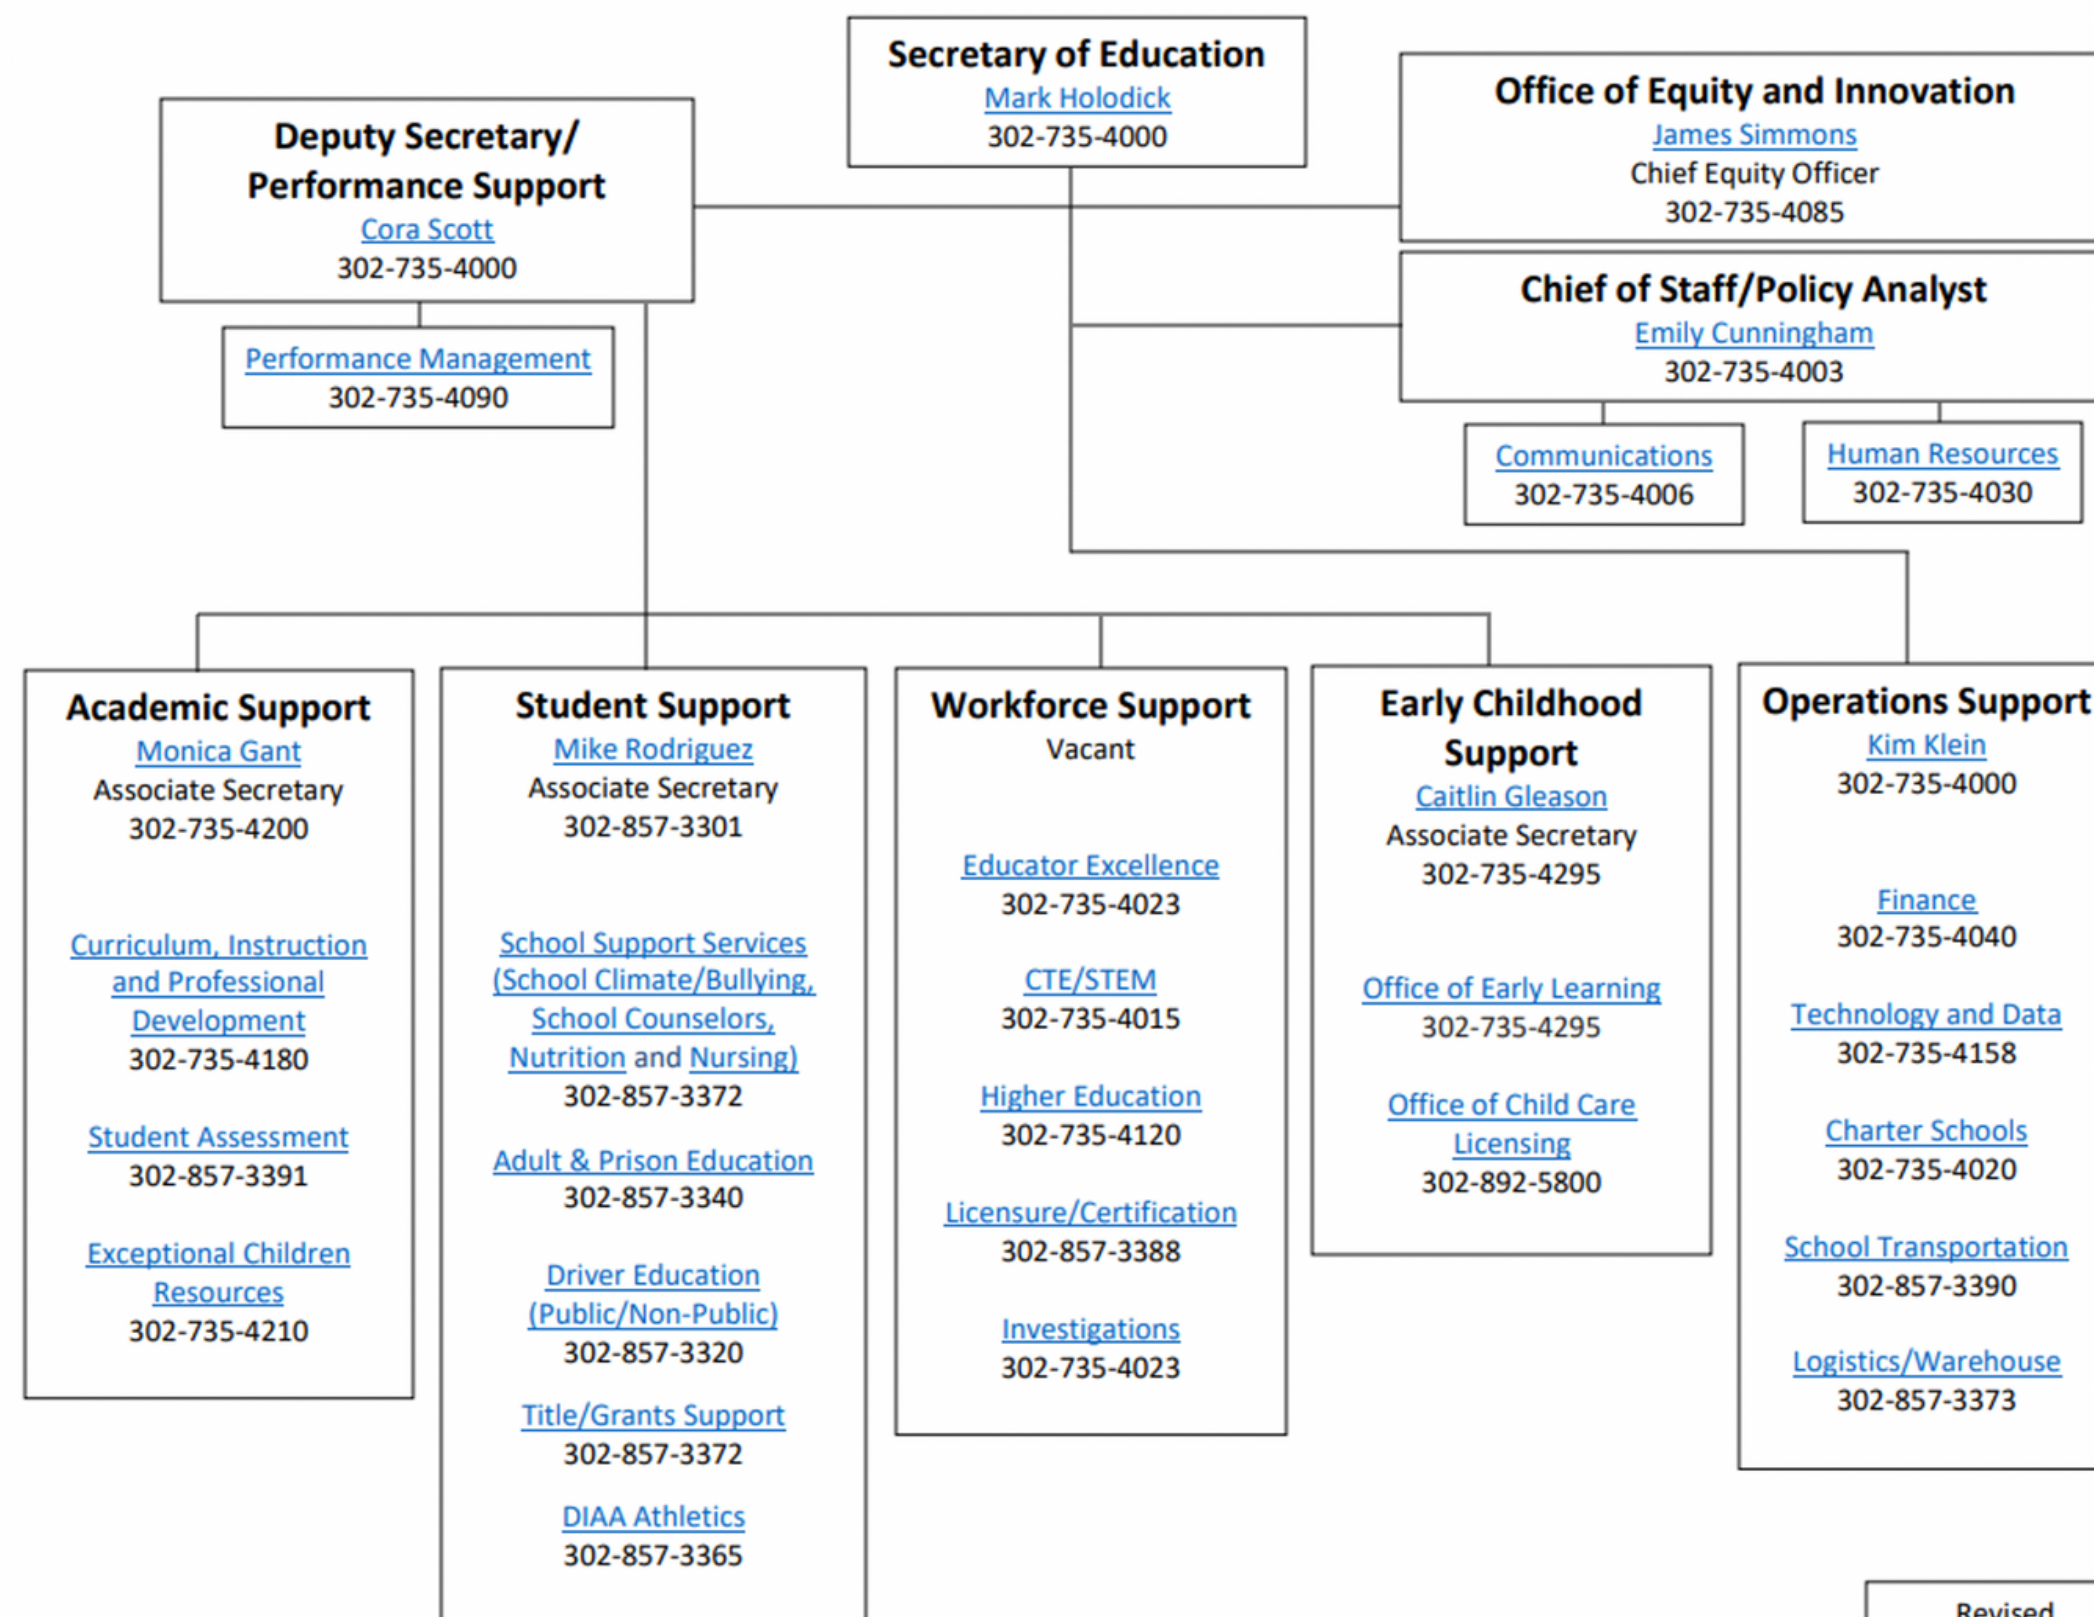 Secretary of Education
Mark Holodick
302-735-4000
Deputy Secretary/
Performance Support
Cora Scott
302-735-4000
Performance Management
302-735-4090
Office of Equity and Innovation
James Simmons
Chief Equity Officer
302-735-4085
Chief of Staff/Policy Analyst
Emily Cunningham
302-735-4003
Communications
302-735-4006
Human Resources
302-735-4030
Academic Support
Monica Gant
Associate Secretary
302-735-4200
Curriculum, Instruction
and Professional
Development
302-735-4180
Student Assessment
302-857-3391
Exceptional Children
Resources
302-735-4210
Student Support
Mike Rodriguez
Associate Secretary
302-857-3301
School Support Services
(School Climate/Bullying,
School Counselors,
Nutrition and Nursing)
302-857-3372
Adult & Prison Education
302-857-3340
Driver Education
(Public/Non-Public)
302-857-3320
Title/Grants Support
302-857-3372
DIAA Athletics
302-857-3365
Workforce Support
Vacant
Educator Excellence
302-735-4023
CTE/STEM
302-735-4015
Higher Education
302-735-4120
Licensure/Certification
302-857-3388
Investigations
302-735-4023
Early Childhood
Support
Caitlin Gleason
Associate Secretary
302-735-4295
Office of Early Learning
302-735-4295
Office of Child Care
Licensing
302-892-5800
Operations Support
Kim Klein
302-735-4000
Finance
302-735-4040
Technology and Data
302-735-4158
Charter Schools
302-735-4020
School Transportation
302-857-3390
Logistics/Warehouse
302-857-3373
Revised